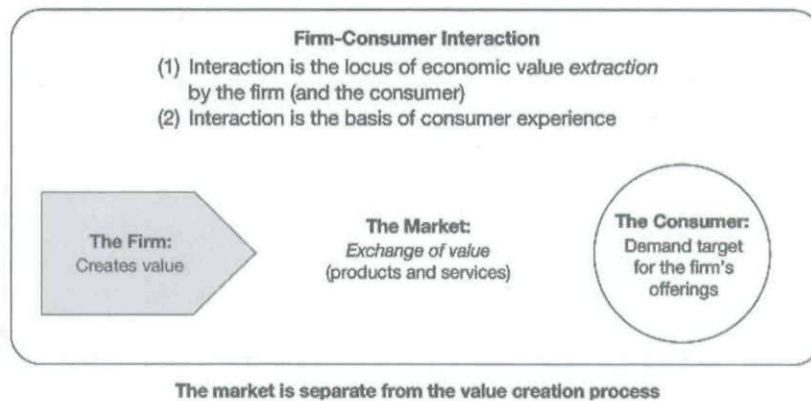 Firm-Consumer Interaction
(1) Interaction is the locus of economic value extraction
by the firm (and the consumer)
(2) Interaction is the basis of consumer experience
The Firm:
Creates value
The Market:
Exchange of value
(products and services)
The Consumer:
Demand target
for the firm's
offerings
The market is separate from the value creation process